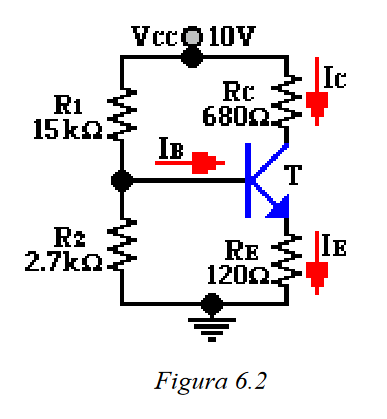 VCC 10V
R1
15kΩ
RC
680Ω
IC
IB
T
R2
2.7kΩ
RE
120Ω
IE
Figura 6.2